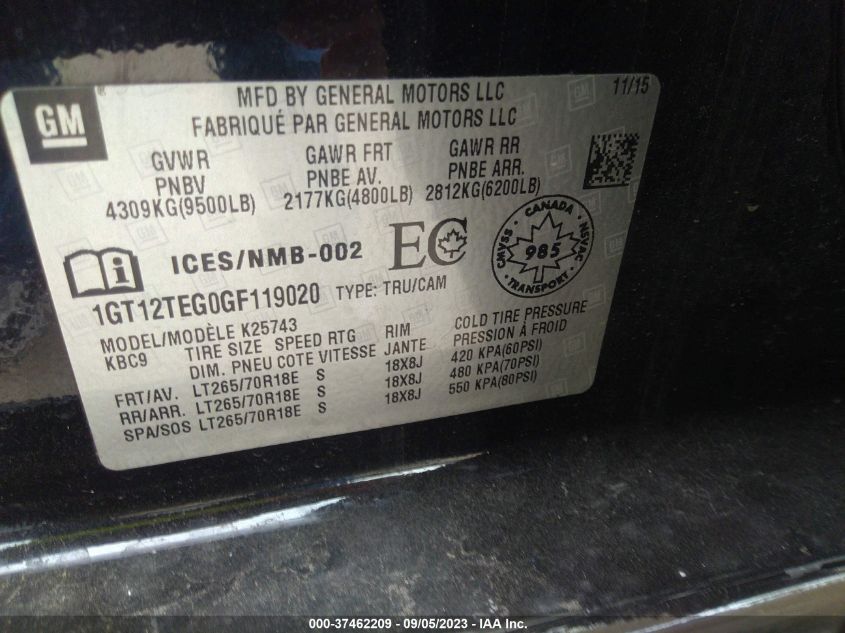 GM
MFD BY GENERAL MOTORS LLC
11/15
FABRIQUÉ PAR GENERAL MOTORS LLC
GVWR GAWR FRT GAWR RR
PNBV PNBE AV. PNBE ARR.
4309KG(9500LB) 2177KG(4800LB) 2812KG(6200LB)
ICES/NMB-002 EC
CANADA
CMVSS 985 NSVAC
TRANSPORT
1GT12TEG0GF119020 TYPE: TRU/CAM
MODEL/MODÈLE K25743
KBC9 TIRE SIZE SPEED RTG RIM COLD TIRE PRESSURE
DIM. PNEU COTE VITESSE JANTE PRESSION À FROID
FRT/AV. LT265/70R18E S 18X8J 420 KPA(60PSI)
RR/ARR. LT265/70R18E S 18X8J 480 KPA(70PSI)
SPA/SOS LT265/70R18E S 18X8J 550 KPA(80PSI)
000-37462209 - 09/05/2023 - IAA Inc.